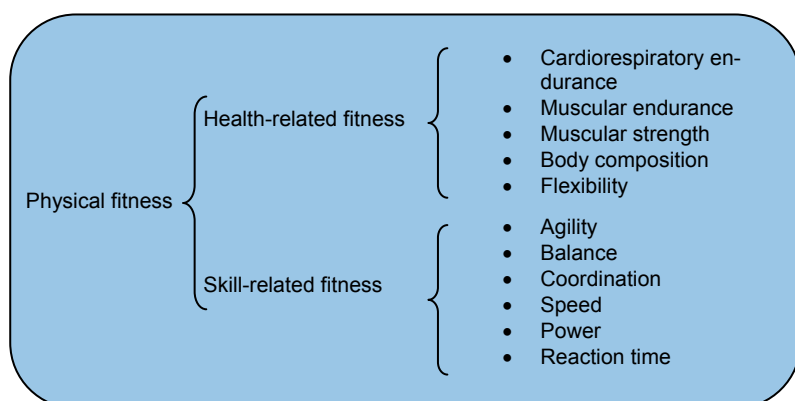 Physical fitness
Health-related fitness
• Cardiorespiratory en-
durance
• Muscular endurance
• Muscular strength
• Body composition
• Flexibility
Skill-related fitness
• Agility
• Balance
• Coordination
• Speed
• Power
• Reaction time